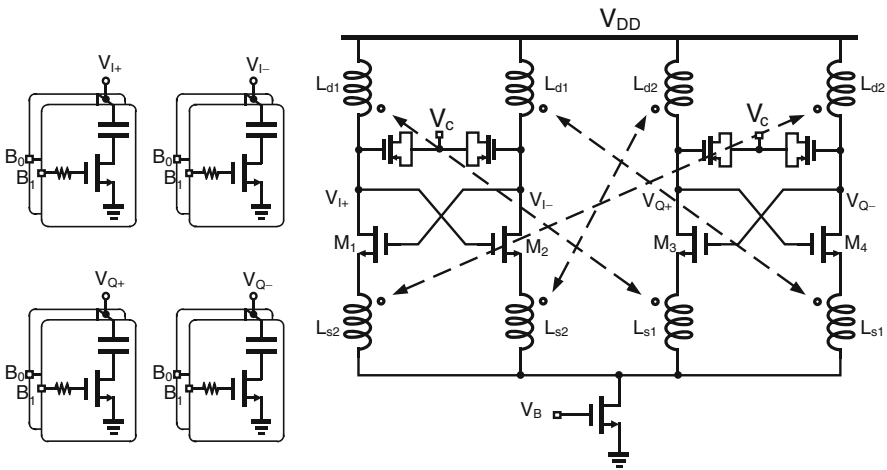 V_DD
V_I+ V_I−
L_d1 L_d1 L_d2 L_d2
V_c V_c
B_0 B_0
B_1 B_1
V_I+ V_I− V_Q+ V_Q−
M_1 M_2 M_3 M_4
V_Q+ V_Q−
L_s2 L_s2 L_s1 L_s1
B_0 B_0
B_1 B_1
V_B